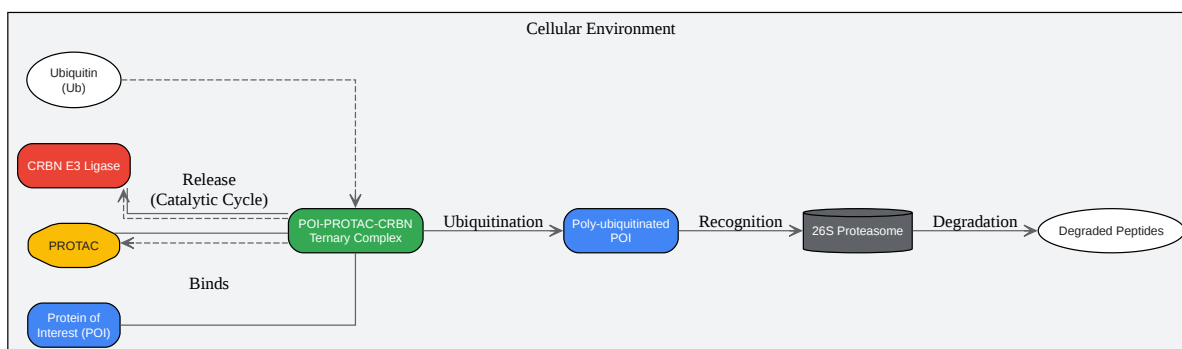 Cellular Environment
Ubiquitin
(Ub)
CRBN E3 Ligase
Release
(Catalytic Cycle)
POI-PROTAC-CRBN
Ternary Complex
Ubiquitination
Poly-ubiquitinated
POI
Recognition
26S Proteasome
Degradation
Degraded Peptides
PROTAC
Binds
Protein of
Interest (POI)